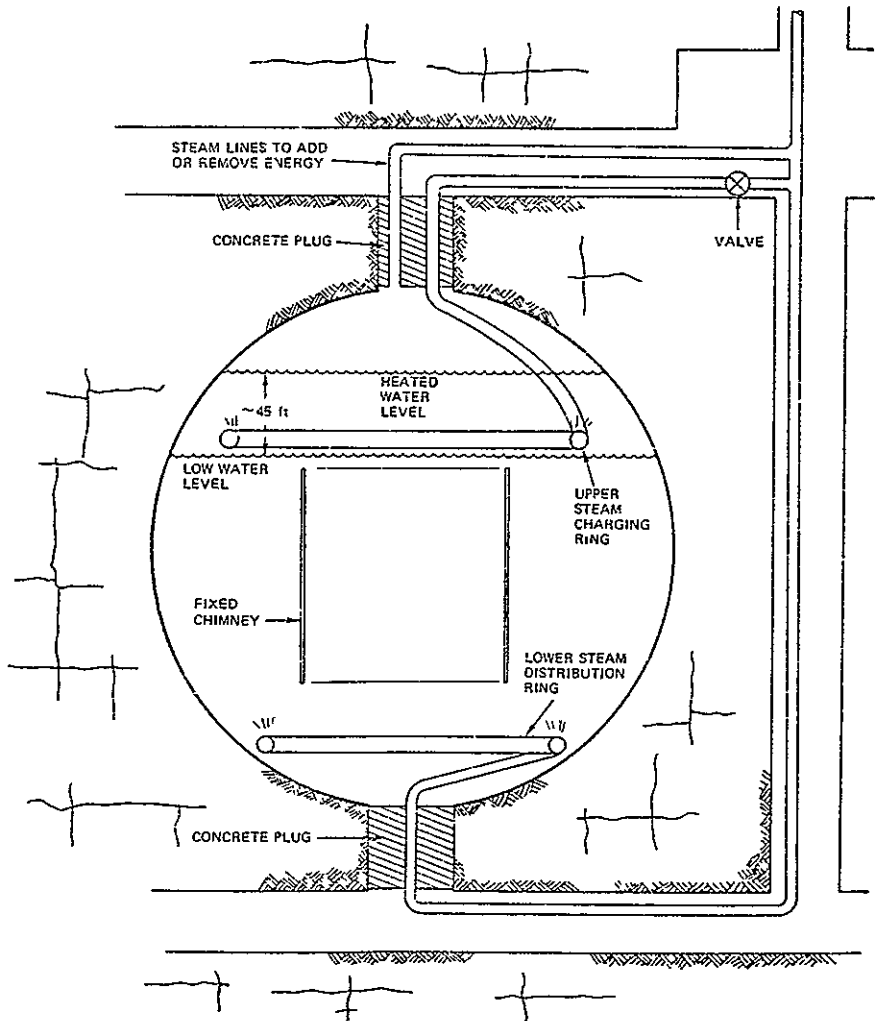 STEAM LINES TO ADD
OR REMOVE ENERGY
CONCRETE PLUG
VALVE
HEATED
WATER
LEVEL
~45 ft
LOW WATER
LEVEL
UPPER
STEAM
CHARGING
RING
FIXED
CHIMNEY
LOWER STEAM
DISTRIBUTION
RING
CONCRETE PLUG